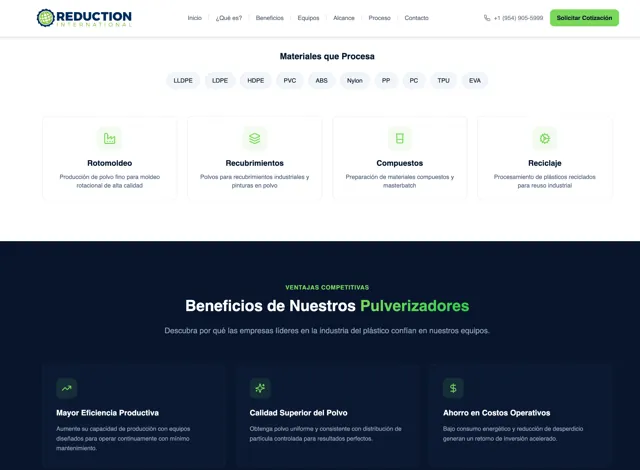 REDUCTION
INTERNATIONAL
Inicio
¿Qué es?
Beneficios
Equipos
Alcance
Proceso
Contacto
+1 (954) 905-5999
Solicitar Cotización
Materiales que Procesa
LLDPE
LDPE
HDPE
PVC
ABS
Nylon
PP
PC
TPU
EVA
Rotomoldeo
Producción de polvo fino para moldeo
rotacional de alta calidad
Recubrimientos
Polvos para recubrimientos industriales y
pinturas en polvo
Compuestos
Preparación de materiales compuestos y
masterbatch
Reciclaje
Procesamiento de plásticos reciclados
para reuso industrial
VENTAJAS COMPETITIVAS
Beneficios de Nuestros Pulverizadores
Descubra por qué las empresas líderes en la industria del plástico confían en nuestros equipos.
Mayor Eficiencia Productiva
Aumente su capacidad de producción con equipos
diseñados para operar continuamente con mínimo
mantenimiento.
Calidad Superior del Polvo
Obtenga polvo uniforme y consistente con distribución de
partícula controlada para resultados perfectos.
Ahorro en Costos Operativos
Bajo consumo energético y reducción de desperdicio
generan un retorno de inversión acelerado.